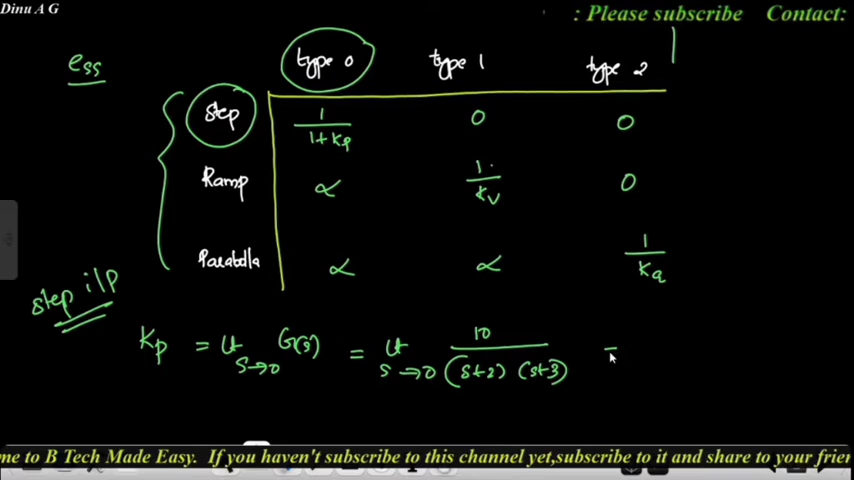 Dinu A G
: Please subscribe Contact:
ess type 0 type 1 type 2
Step 1/1+Kp 0 0
Ramp ∝ 1/Kv 0
Parabola ∝ ∝ 1/Ka
step i/p
Kp = Lt s→0 G(s) = Lt s→0 10/(s+2) (s+3) =
me to B Tech Made Easy. If you haven't subscribe to this channel yet,subscribe to it and share to your frien